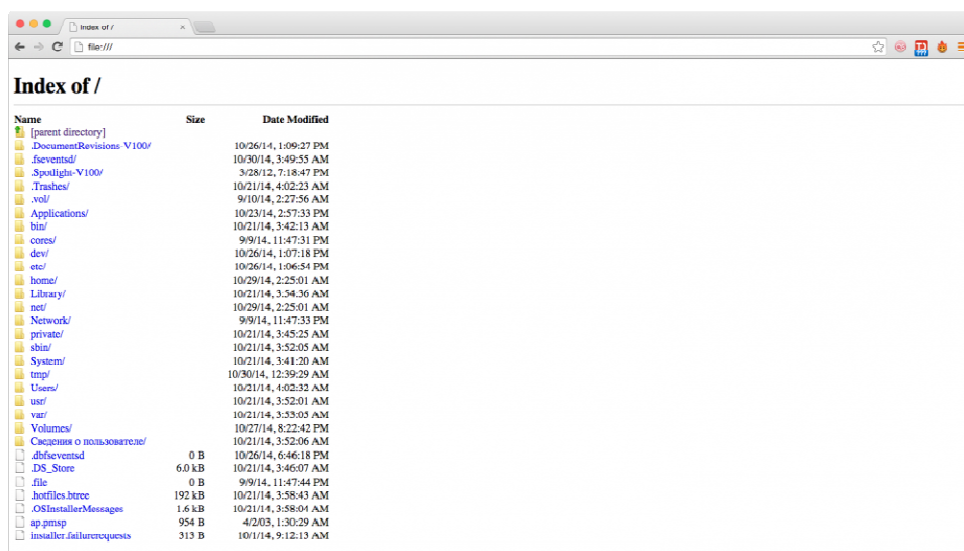 Index of /
file:///
Index of /
Name Size Date Modified
[parent directory]
.DocumentRevisions-V100/ 10/26/14, 1:09:27 PM
.fseventsd/ 10/30/14, 3:49:55 AM
.Spotlight-V100/ 3/28/12, 7:18:47 PM
.Trashes/ 10/21/14, 4:02:23 AM
.vol/ 9/10/14, 2:27:56 AM
Applications/ 10/23/14, 2:57:33 PM
bin/ 10/21/14, 3:42:13 AM
cores/ 9/9/14, 11:47:31 PM
dev/ 10/26/14, 1:07:18 PM
etc/ 10/26/14, 1:06:54 PM
home/ 10/29/14, 2:25:01 AM
Library/ 10/21/14, 3:54:36 AM
net/ 10/29/14, 2:25:01 AM
Network/ 9/9/14, 11:47:33 PM
private/ 10/21/14, 3:45:25 AM
sbin/ 10/21/14, 3:52:05 AM
System/ 10/21/14, 3:41:20 AM
tmp/ 10/30/14, 12:39:29 AM
Users/ 10/21/14, 4:02:32 AM
usr/ 10/21/14, 3:52:01 AM
var/ 10/21/14, 3:53:05 AM
Volumes/ 10/27/14, 8:22:42 PM
Сведения о пользователе/ 10/21/14, 3:52:06 AM
.dbfseventsd 0 B 10/26/14, 6:46:18 PM
.DS_Store 6.0 kB 10/21/14, 3:46:07 AM
.file 0 B 9/9/14, 11:47:44 PM
.hotfiles.btree 192 kB 10/21/14, 3:58:43 AM
.OSInstallerMessages 1.6 kB 10/21/14, 3:58:04 AM
ap.pmsp 954 B 4/2/03, 1:30:29 AM
installer.failurerequests 313 B 10/1/14, 9:12:13 AM